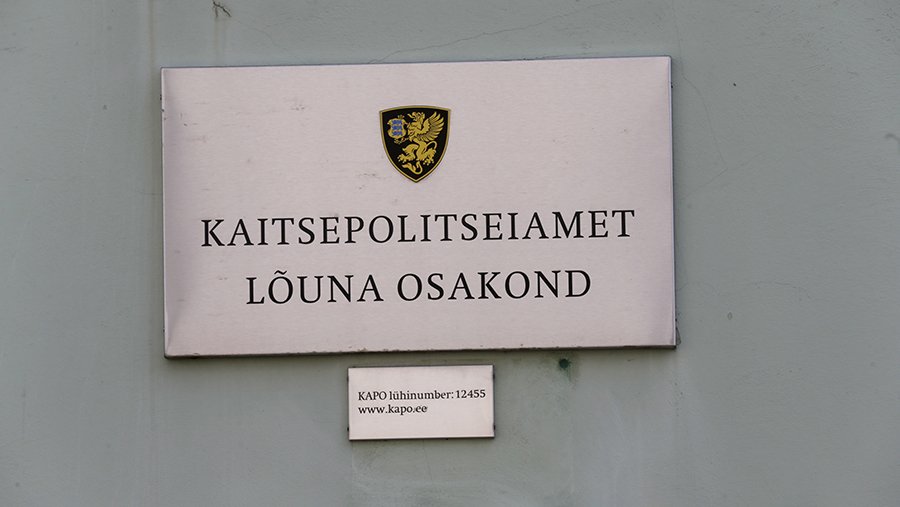 KAITSEPOLITSEIAMET
LÕUNA OSAKOND
KAPO lühinumber: 12455
www.kapo.ee